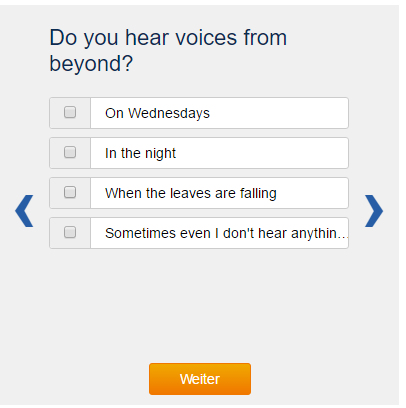 Do you hear voices from
beyond?
On Wednesdays
In the night
When the leaves are falling
Sometimes even I don't hear anythin...
Weiter